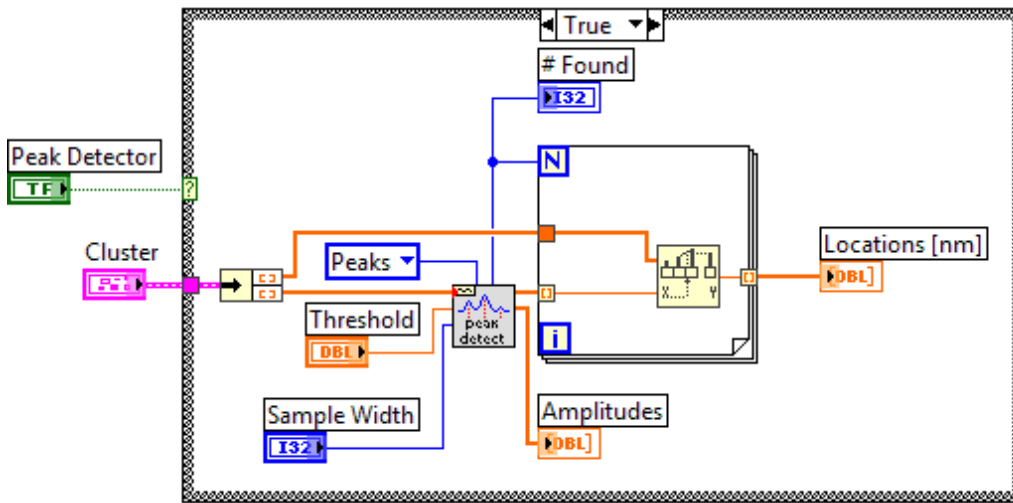 True
# Found
I32
Peak Detector
TF
N
Cluster
Peaks
Locations [nm]
DBL]
Threshold
DBL
peak
detect
X
Y
i
Sample Width
I32
Amplitudes
[DBL]
?